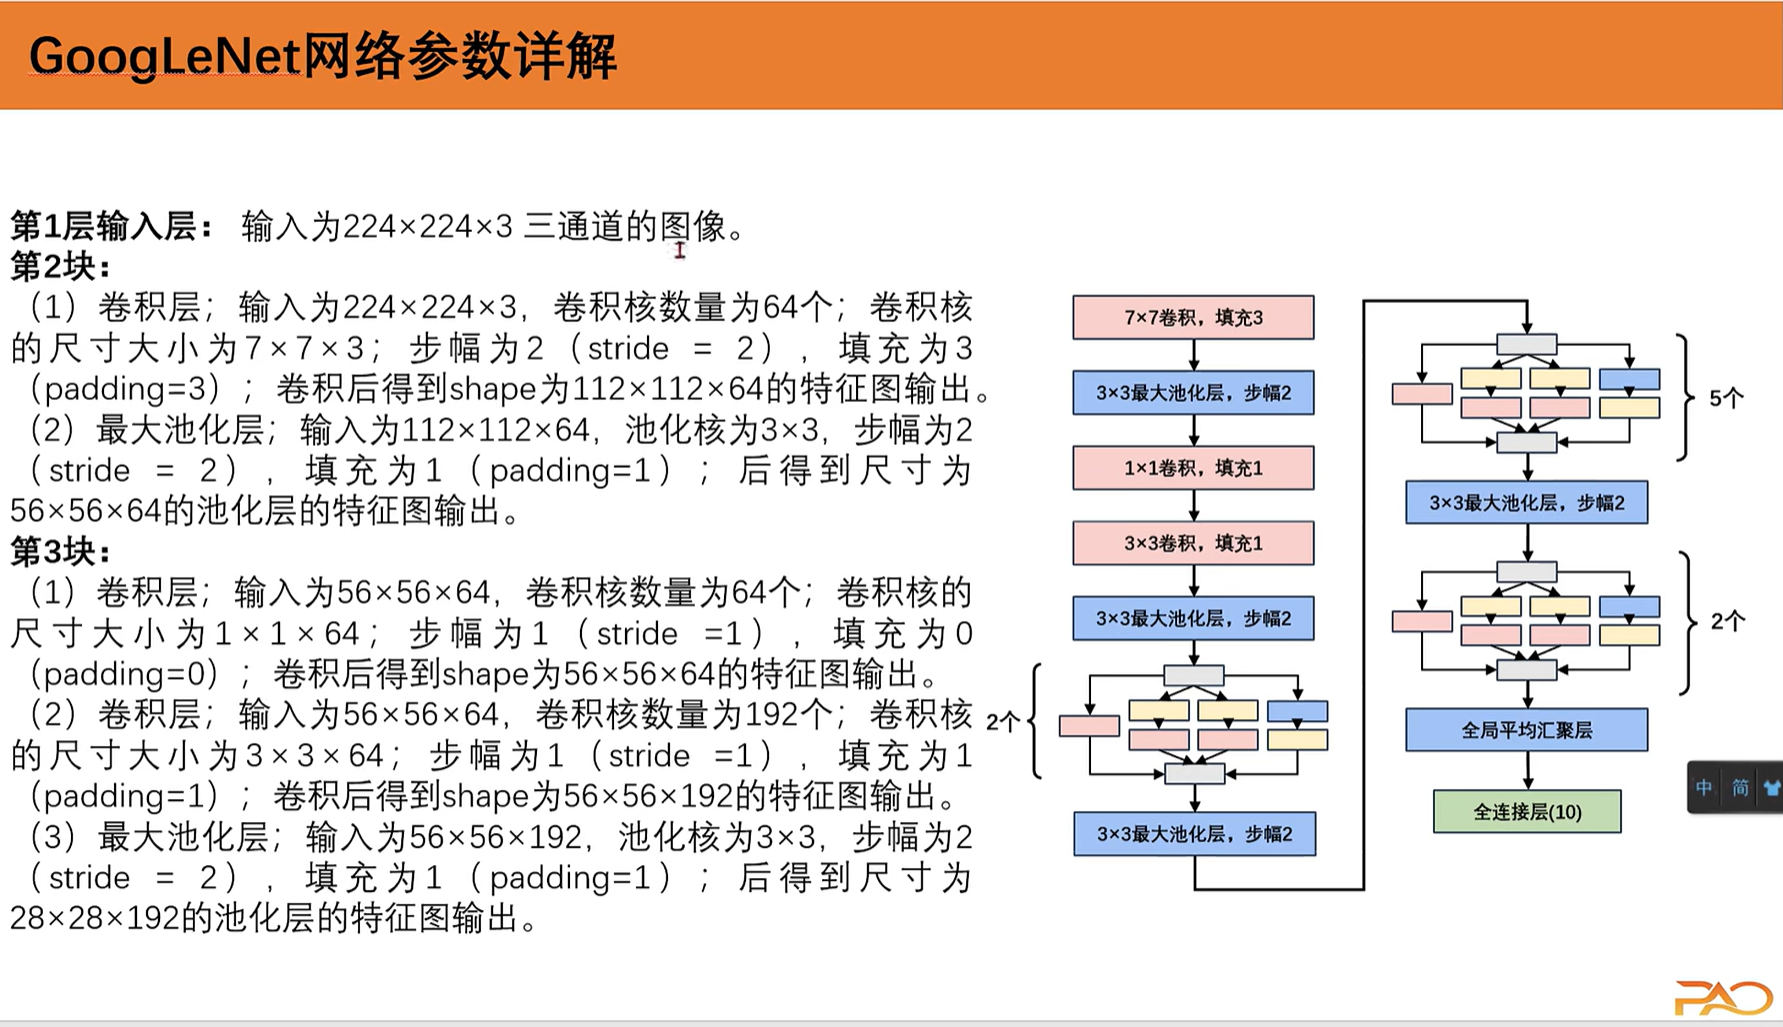 GoogLeNet网络参数详解
第1层输入层： 输入为224×224×3 三通道的图像。
第2块：
（1）卷积层；输入为224×224×3，卷积核数量为64个；卷积核
的尺寸大小为7×7×3；步幅为2（stride = 2），填充为3
（padding=3）；卷积后得到shape为112×112×64的特征图输出。
（2）最大池化层；输入为112×112×64，池化核为3×3，步幅为2
（stride = 2），填充为1（padding=1）；后得到尺寸为
56×56×64的池化层的特征图输出。
第3块：
（1）卷积层；输入为56×56×64，卷积核数量为64个；卷积核的
尺寸大小为1×1×64；步幅为1（stride =1），填充为0
（padding=0）；卷积后得到shape为56×56×64的特征图输出。
（2）卷积层；输入为56×56×64，卷积核数量为192个；卷积核
的尺寸大小为3×3×64；步幅为1（stride =1），填充为1
（padding=1）；卷积后得到shape为56×56×192的特征图输出。
（3）最大池化层；输入为56×56×192，池化核为3×3，步幅为2
（stride = 2），填充为1（padding=1）；后得到尺寸为
28×28×192的池化层的特征图输出。
7×7卷积，填充3
3×3最大池化层，步幅2
1×1卷积，填充1
3×3卷积，填充1
3×3最大池化层，步幅2
2个
3×3最大池化层，步幅2
5个
3×3最大池化层，步幅2
2个
全局平均汇聚层
全连接层(10)
中 简
PAO